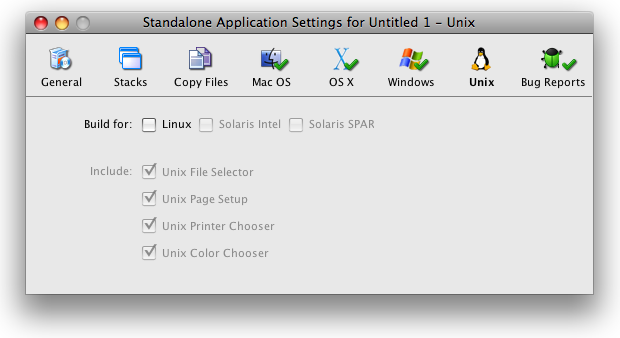 Standalone Application Settings for Untitled 1 – Unix
General Stacks Copy Files Mac OS OS X Windows Unix Bug Reports
Build for: Linux Solaris Intel Solaris SPAR
Include: Unix File Selector
Unix Page Setup
Unix Printer Chooser
Unix Color Chooser